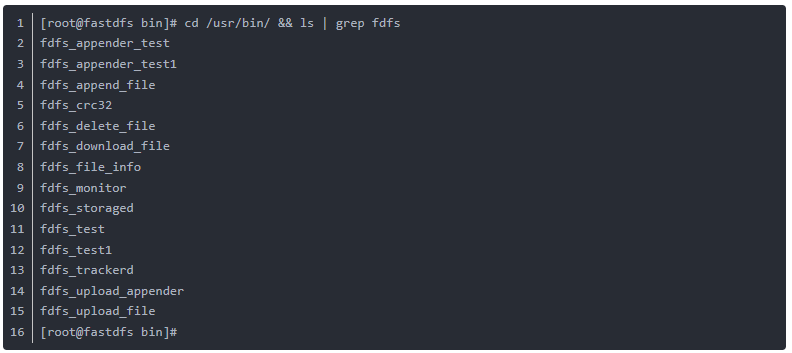 1 [root@fastdfs bin]# cd /usr/bin/ && ls | grep fdfs
2 fdfs_appender_test
3 fdfs_appender_test1
4 fdfs_append_file
5 fdfs_crc32
6 fdfs_delete_file
7 fdfs_download_file
8 fdfs_file_info
9 fdfs_monitor
10 fdfs_storaged
11 fdfs_test
12 fdfs_test1
13 fdfs_trackerd
14 fdfs_upload_appender
15 fdfs_upload_file
16 [root@fastdfs bin]#